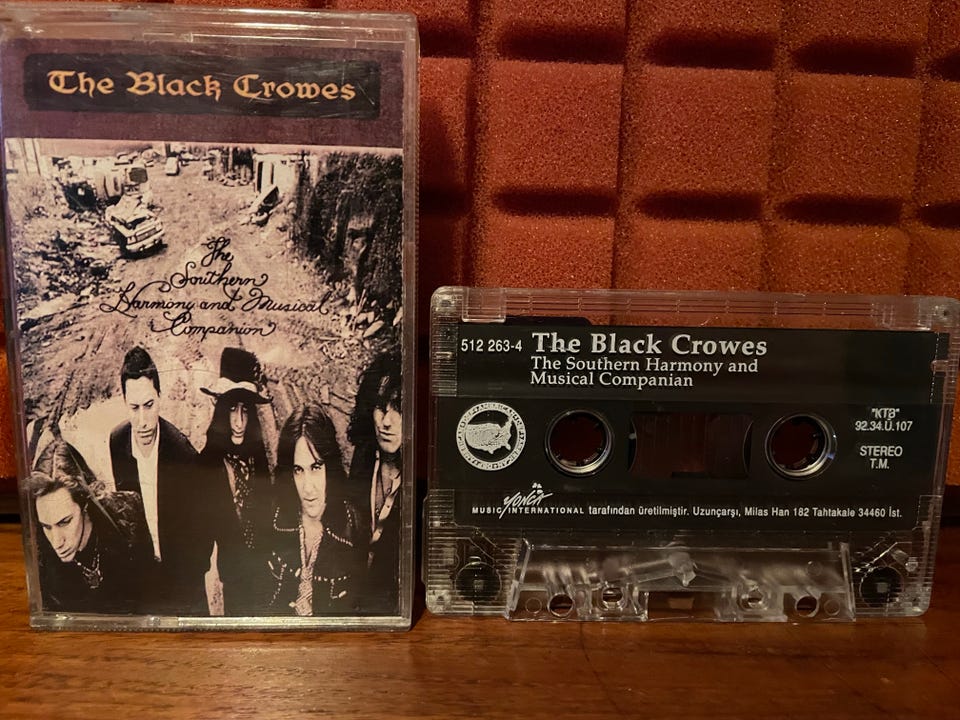 The Black Crowes
The
Southern
Harmony and Musical
Companion
512 263-4
The Black Crowes
The Southern Harmony and
Musical Companian
"KTB"
92.34.Ü.107
STEREO
T.M.
YONCA
MUSIC INTERNATIONAL tarafından üretilmiştir. Uzunçarşı, Milas Han 182 Tahtakale 34460 İst.